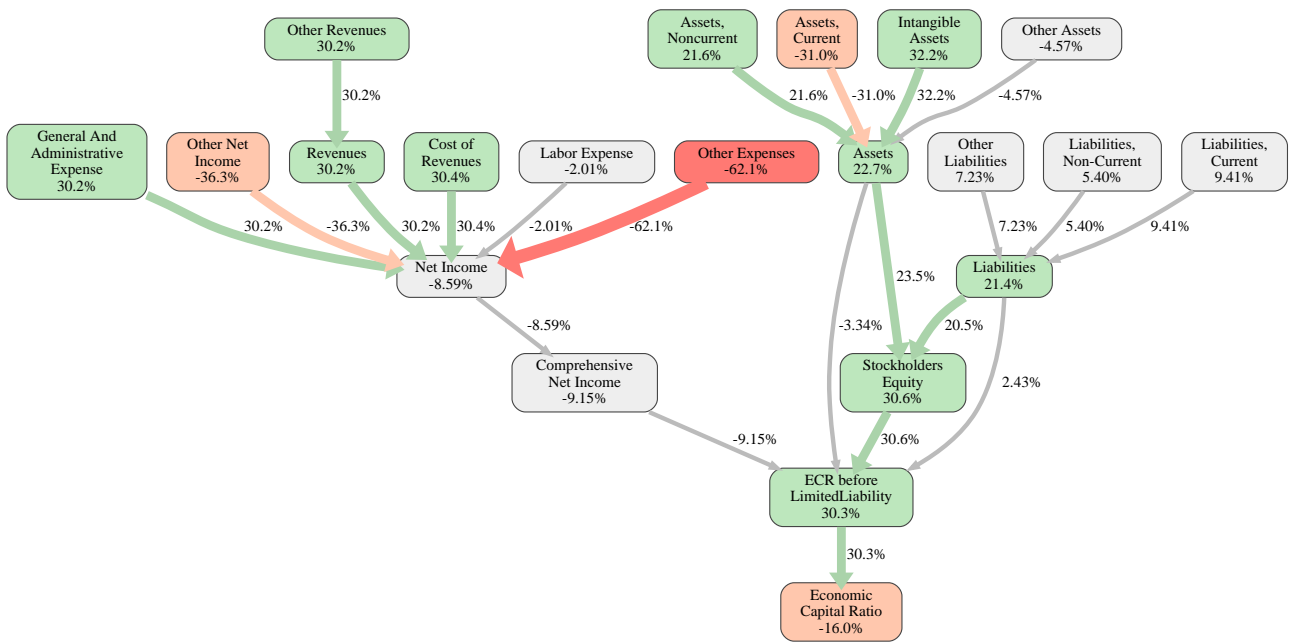 Other Revenues
30.2%
Assets,
Noncurrent
21.6%
Assets,
Current
-31.0%
Intangible
Assets
32.2%
Other Assets
-4.57%
30.2%
21.6%
-31.0%
32.2%
-4.57%
General And
Administrative
Expense
30.2%
Other Net
Income
-36.3%
Revenues
30.2%
Cost of
Revenues
30.4%
Labor Expense
-2.01%
Other Expenses
-62.1%
Assets
22.7%
Other
Liabilities
7.23%
Liabilities,
Non-Current
5.40%
Liabilities,
Current
9.41%
30.2%
-36.3%
30.2%
30.4%
-2.01%
-62.1%
7.23%
5.40%
9.41%
Net Income
-8.59%
23.5%
Liabilities
21.4%
-8.59%
-3.34%
20.5%
Comprehensive
Net Income
-9.15%
Stockholders
Equity
30.6%
2.43%
-9.15%
30.6%
ECR before
LimitedLiability
30.3%
30.3%
Economic
Capital Ratio
-16.0%